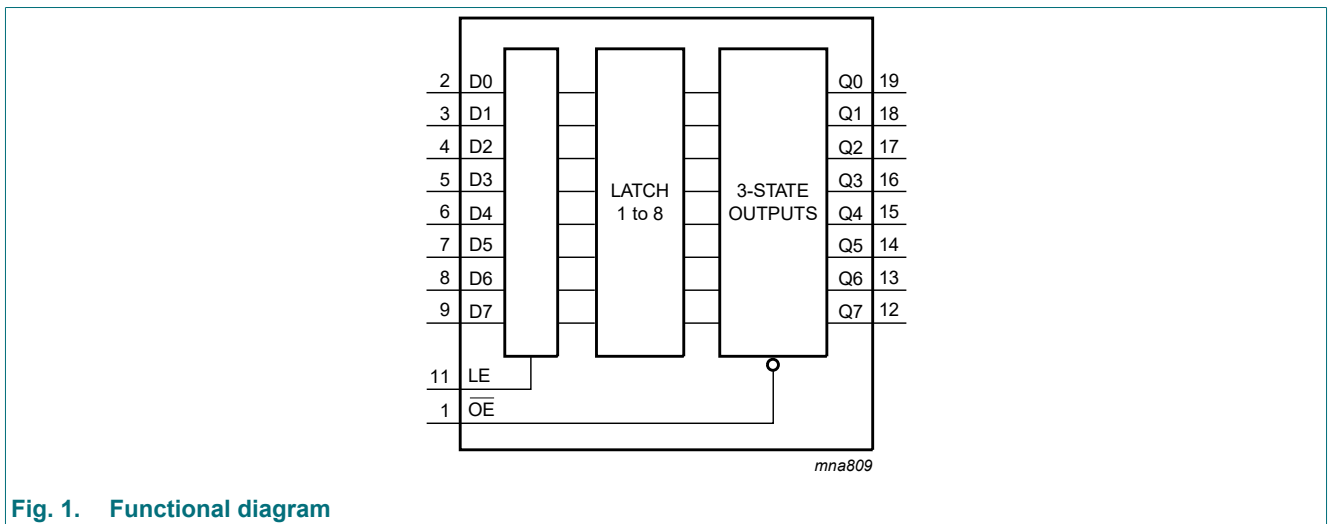 2 D0 Q0 19
3 D1 Q1 18
4 D2 Q2 17
5 D3 Q3 16
6 D4 Q4 15
7 D5 Q5 14
8 D6 Q6 13
9 D7 Q7 12
LATCH
1 to 8
3-STATE
OUTPUTS
11 LE
1 O̅E̅
mna809
Fig. 1. Functional diagram